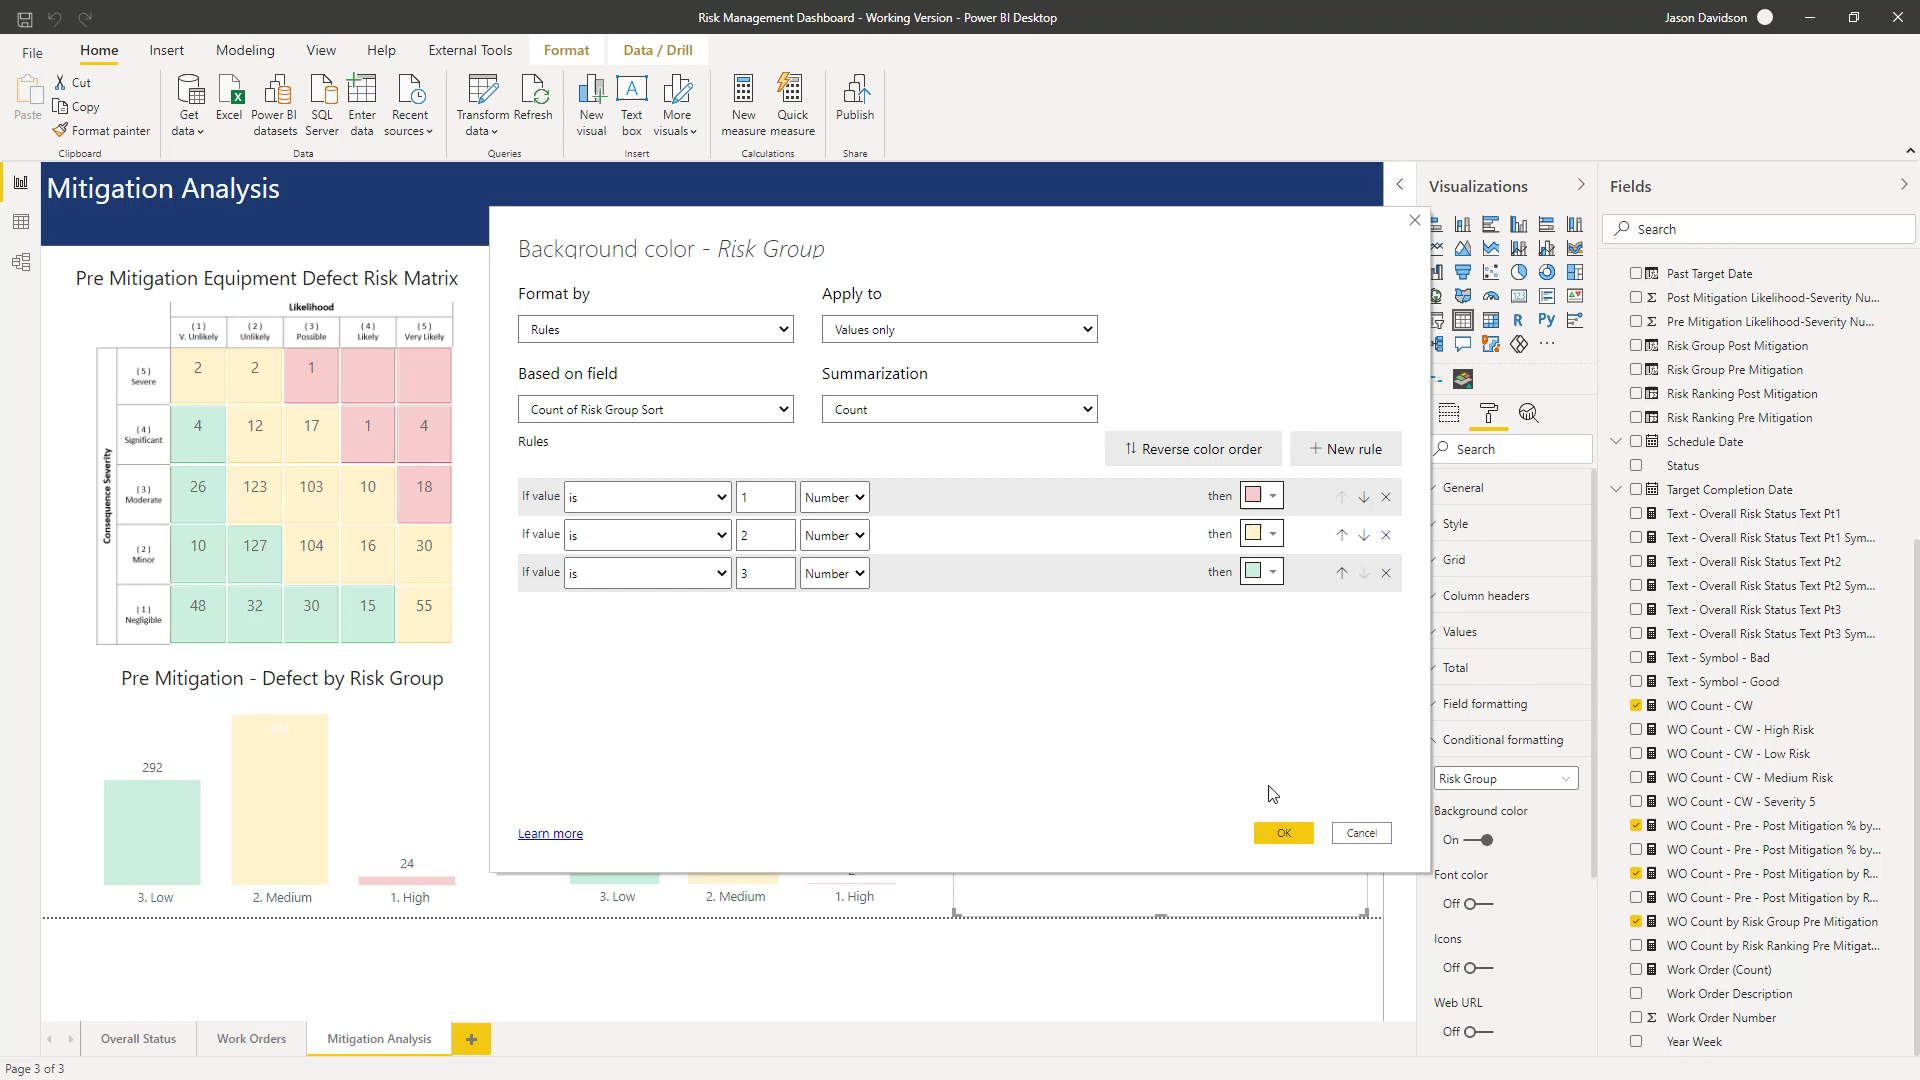 Risk Management Dashboard - Working Version - Power BI Desktop
Jason Davidson
File
Home
Insert
Modeling
View
Help
External Tools
Format
Data / Drill
Paste
Cut
Copy
Format painter
Clipboard
Get data
Excel
Power BI datasets
SQL Server
Enter data
Recent sources
Data
Transform data
Refresh
Queries
New visual
Text box
More visuals
Insert
New measure
Quick measure
Calculations
Publish
Share
Mitigation Analysis
Pre Mitigation Equipment Defect Risk Matrix
Likelihood
(1) V. Unlikely
(2) Unlikely
(3) Possible
(4) Likely
(5) Very Likely
Consequence Severity
(5) Severe
2 2 1
(4) Significant
4 12 17 1 4
(3) Moderate
26 123 103 10 18
(2) Minor
10 127 104 16 30
(1) Negligible
48 32 30 15 55
Pre Mitigation - Defect by Risk Group
292
474
24
3. Low
2. Medium
1. High
3. Low
2. Medium
1. High
Background color - Risk Group
Format by
Rules
Apply to
Values only
Based on field
Count of Risk Group Sort
Summarization
Count
Rules
Reverse color order
New rule
If value is 1 Number then
If value is 2 Number then
If value is 3 Number then
Learn more
OK
Cancel
Visualizations
R
Py
Search
General
Style
Grid
Column headers
Values
Total
Field formatting
Conditional formatting
Risk Group
Background color
On
Font color
Off
Icons
Off
Web URL
Off
Fields
Search
Past Target Date
Post Mitigation Likelihood-Severity Nu...
Pre Mitigation Likelihood-Severity Nu...
Risk Group Post Mitigation
Risk Group Pre Mitigation
Risk Ranking Post Mitigation
Risk Ranking Pre Mitigation
Schedule Date
Status
Target Completion Date
Text - Overall Risk Status Text Pt1
Text - Overall Risk Status Text Pt1 Sym...
Text - Overall Risk Status Text Pt2
Text - Overall Risk Status Text Pt2 Sym...
Text - Overall Risk Status Text Pt3
Text - Overall Risk Status Text Pt3 Sym...
Text - Symbol - Bad
Text - Symbol - Good
WO Count - CW
WO Count - CW - High Risk
WO Count - CW - Low Risk
WO Count - CW - Medium Risk
WO Count - CW - Severity 5
WO Count - Pre - Post Mitigation % by...
WO Count - Pre - Post Mitigation % by...
WO Count - Pre - Post Mitigation by R...
WO Count - Pre - Post Mitigation by R...
WO Count by Risk Group Pre Mitigation
WO Count by Risk Ranking Pre Mitigat...
Work Order (Count)
Work Order Description
Work Order Number
Year Week
Overall Status
Work Orders
Mitigation Analysis
Page 3 of 3